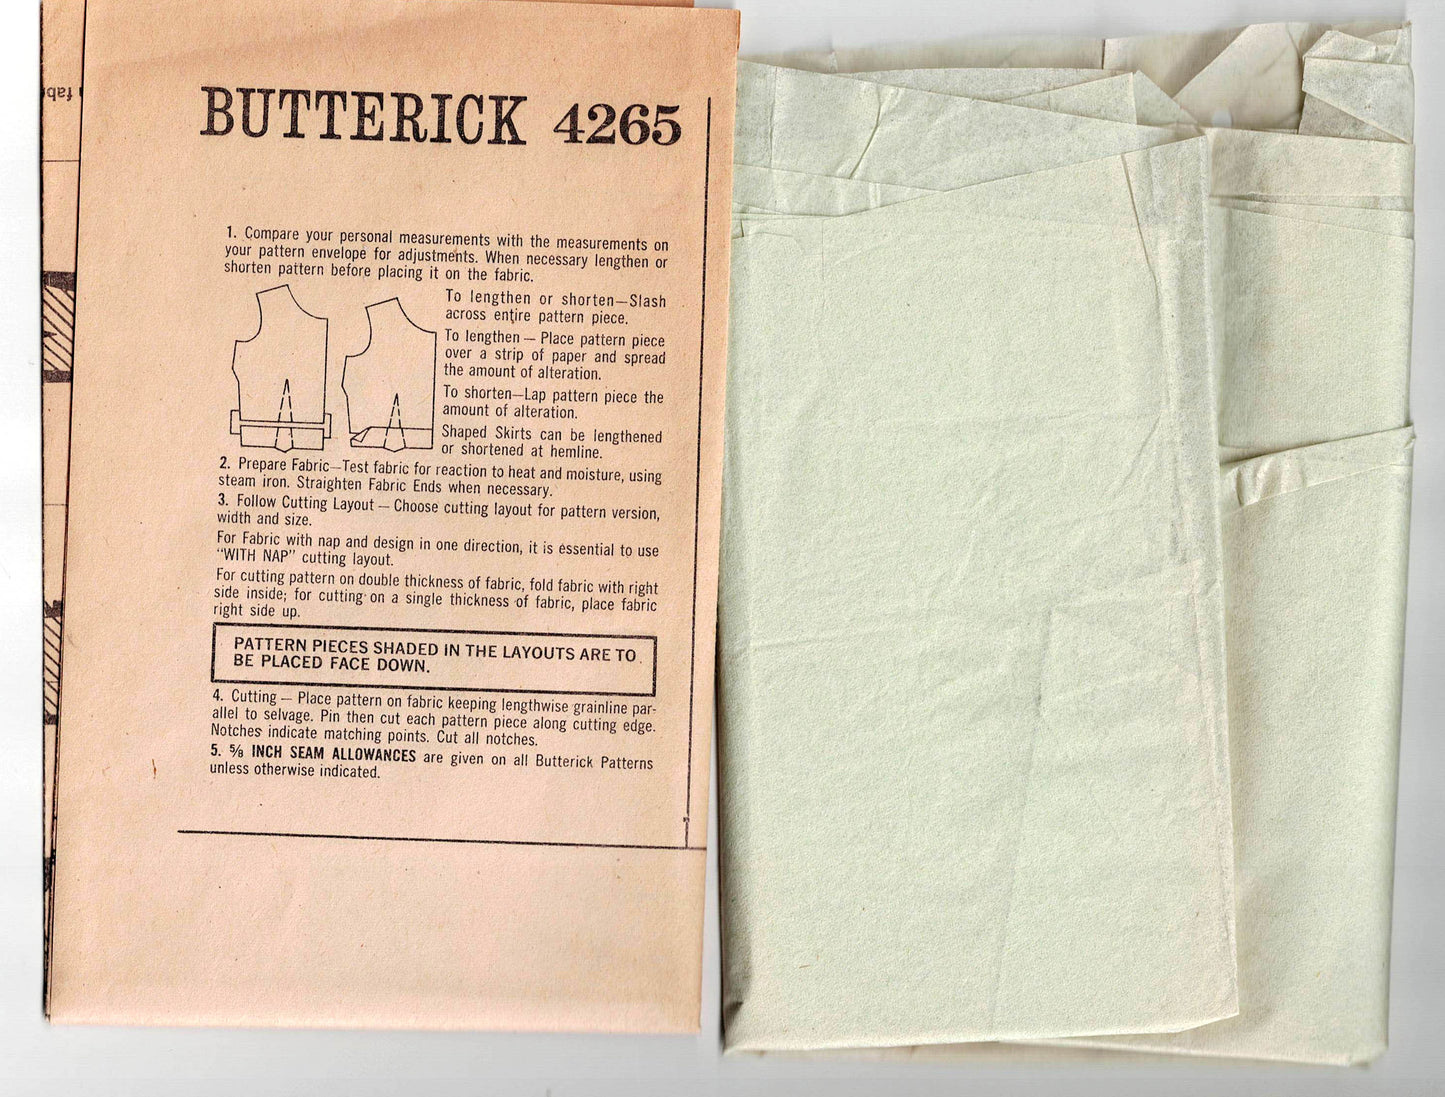 fab
BUTTERICK 4265
1. Compare your personal measurements with the measurements on
your pattern envelope for adjustments. When necessary lengthen or
shorten pattern before placing it on the fabric.
To lengthen or shorten—Slash
across entire pattern piece.
To lengthen — Place pattern piece
over a strip of paper and spread
the amount of alteration.
To shorten—Lap pattern piece the
amount of alteration.
Shaped Skirts can be lengthened
or shortened at hemline.
2. Prepare Fabric—Test fabric for reaction to heat and moisture, using
steam iron. Straighten Fabric Ends when necessary.
3. Follow Cutting Layout — Choose cutting layout for pattern version,
width and size.
For Fabric with nap and design in one direction, it is essential to use
"WITH NAP" cutting layout.
For cutting pattern on double thickness of fabric, fold fabric with right
side inside; for cutting on a single thickness of fabric, place fabric
right side up.
PATTERN PIECES SHADED IN THE LAYOUTS ARE TO
BE PLACED FACE DOWN.
4. Cutting — Place pattern on fabric keeping lengthwise grainline par-
allel to selvage. Pin then cut each pattern piece along cutting edge.
Notches indicate matching points. Cut all notches.
5. ⅝ INCH SEAM ALLOWANCES are given on all Butterick Patterns
unless otherwise indicated.